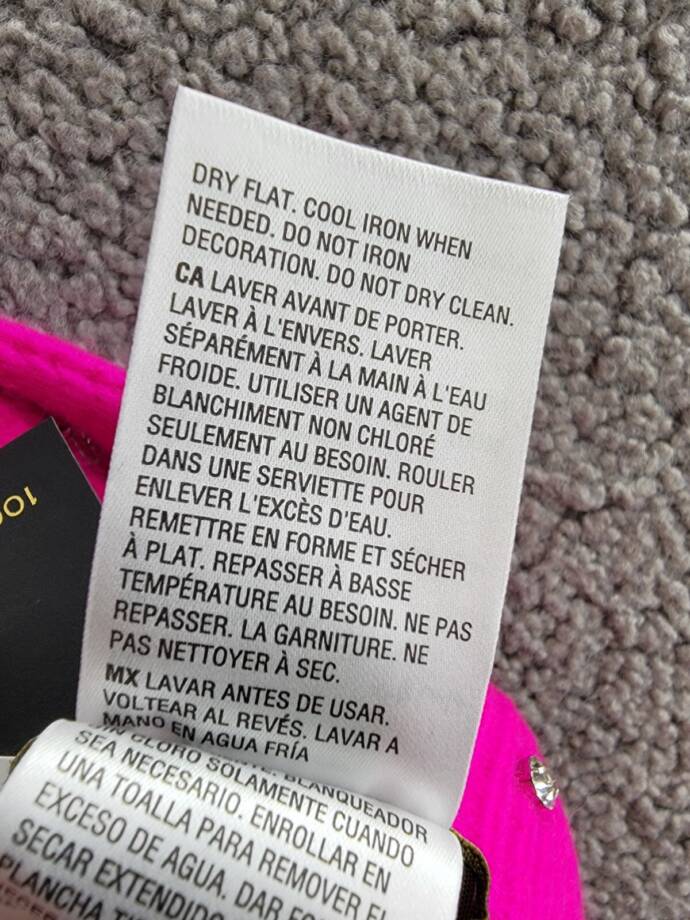 DRY FLAT. COOL IRON WHEN
NEEDED. DO NOT IRON
DECORATION. DO NOT DRY CLEAN.
CA LAVER AVANT DE PORTER.
LAVER À L'ENVERS. LAVER
SÉPARÉMENT À LA MAIN À L'EAU
FROIDE. UTILISER UN AGENT DE
BLANCHIMENT NON CHLORÉ
SEULEMENT AU BESOIN. ROULER
DANS UNE SERVIETTE POUR
ENLEVER L'EXCÈS D'EAU.
REMETTRE EN FORME ET SÉCHER
À PLAT. REPASSER À BASSE
TEMPÉRATURE AU BESOIN. NE PAS
REPASSER. LA GARNITURE. NE
PAS NETTOYER À SEC.
MX LAVAR ANTES DE USAR.
VOLTEAR AL REVÉS. LAVAR A
MANO EN AGUA FRÍA
CLORO SOLAMENTE CUANDO
SEA NECESARIO. ENROLLAR EN
UNA TOALLA PARA REMOVER EL
EXCESO DE AGUA. DAR
SECAR EXTENDIDO
PLANCHA
100